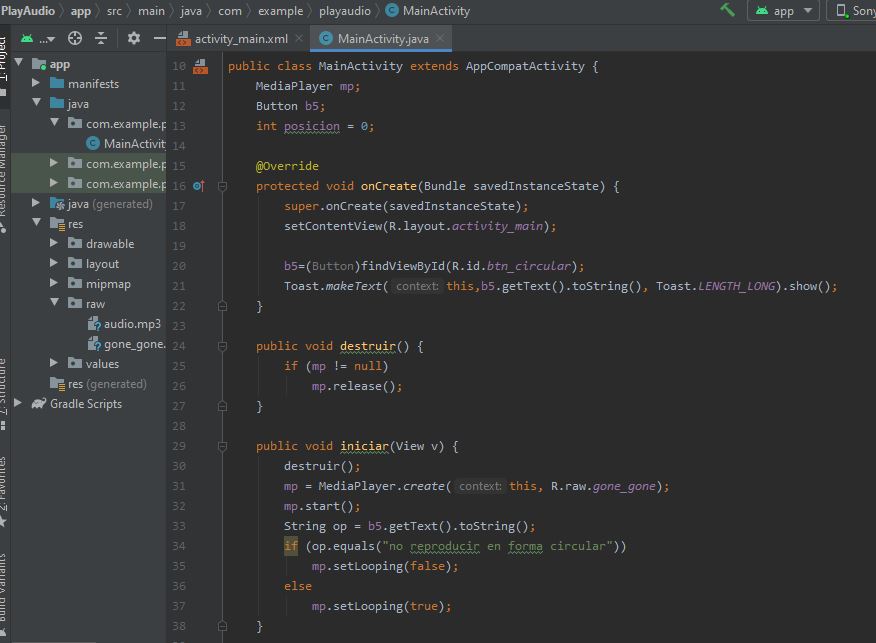 PlayAudio app src main java com example playaudio MainActivity app Sony
activity_main.xml MainActivity.java
1: Project
Resource Manager
Z: Structure
2: Favorites
Build Variants
app
manifests
java
com.example.p
MainActivity
com.example.p
com.example.p
java (generated)
res
drawable
layout
mipmap
raw
audio.mp3
gone_gone.
values
res (generated)
Gradle Scripts
10 public class MainActivity extends AppCompatActivity {
11 MediaPlayer mp;
12 Button b5;
13 int posicion = 0;
14
15 @Override
16 protected void onCreate(Bundle savedInstanceState) {
17 super.onCreate(savedInstanceState);
18 setContentView(R.layout.activity_main);
19
20 b5=(Button)findViewById(R.id.btn_circular);
21 Toast.makeText( context: this,b5.getText().toString(), Toast.LENGTH_LONG).show();
22 }
23
24 public void destruir() {
25 if (mp != null)
26 mp.release();
27 }
28
29 public void iniciar(View v) {
30 destruir();
31 mp = MediaPlayer.create( context: this, R.raw.gone_gone);
32 mp.start();
33 String op = b5.getText().toString();
34 if (op.equals("no reproducir en forma circular"))
35 mp.setLooping(false);
36 else
37 mp.setLooping(true);
38 }